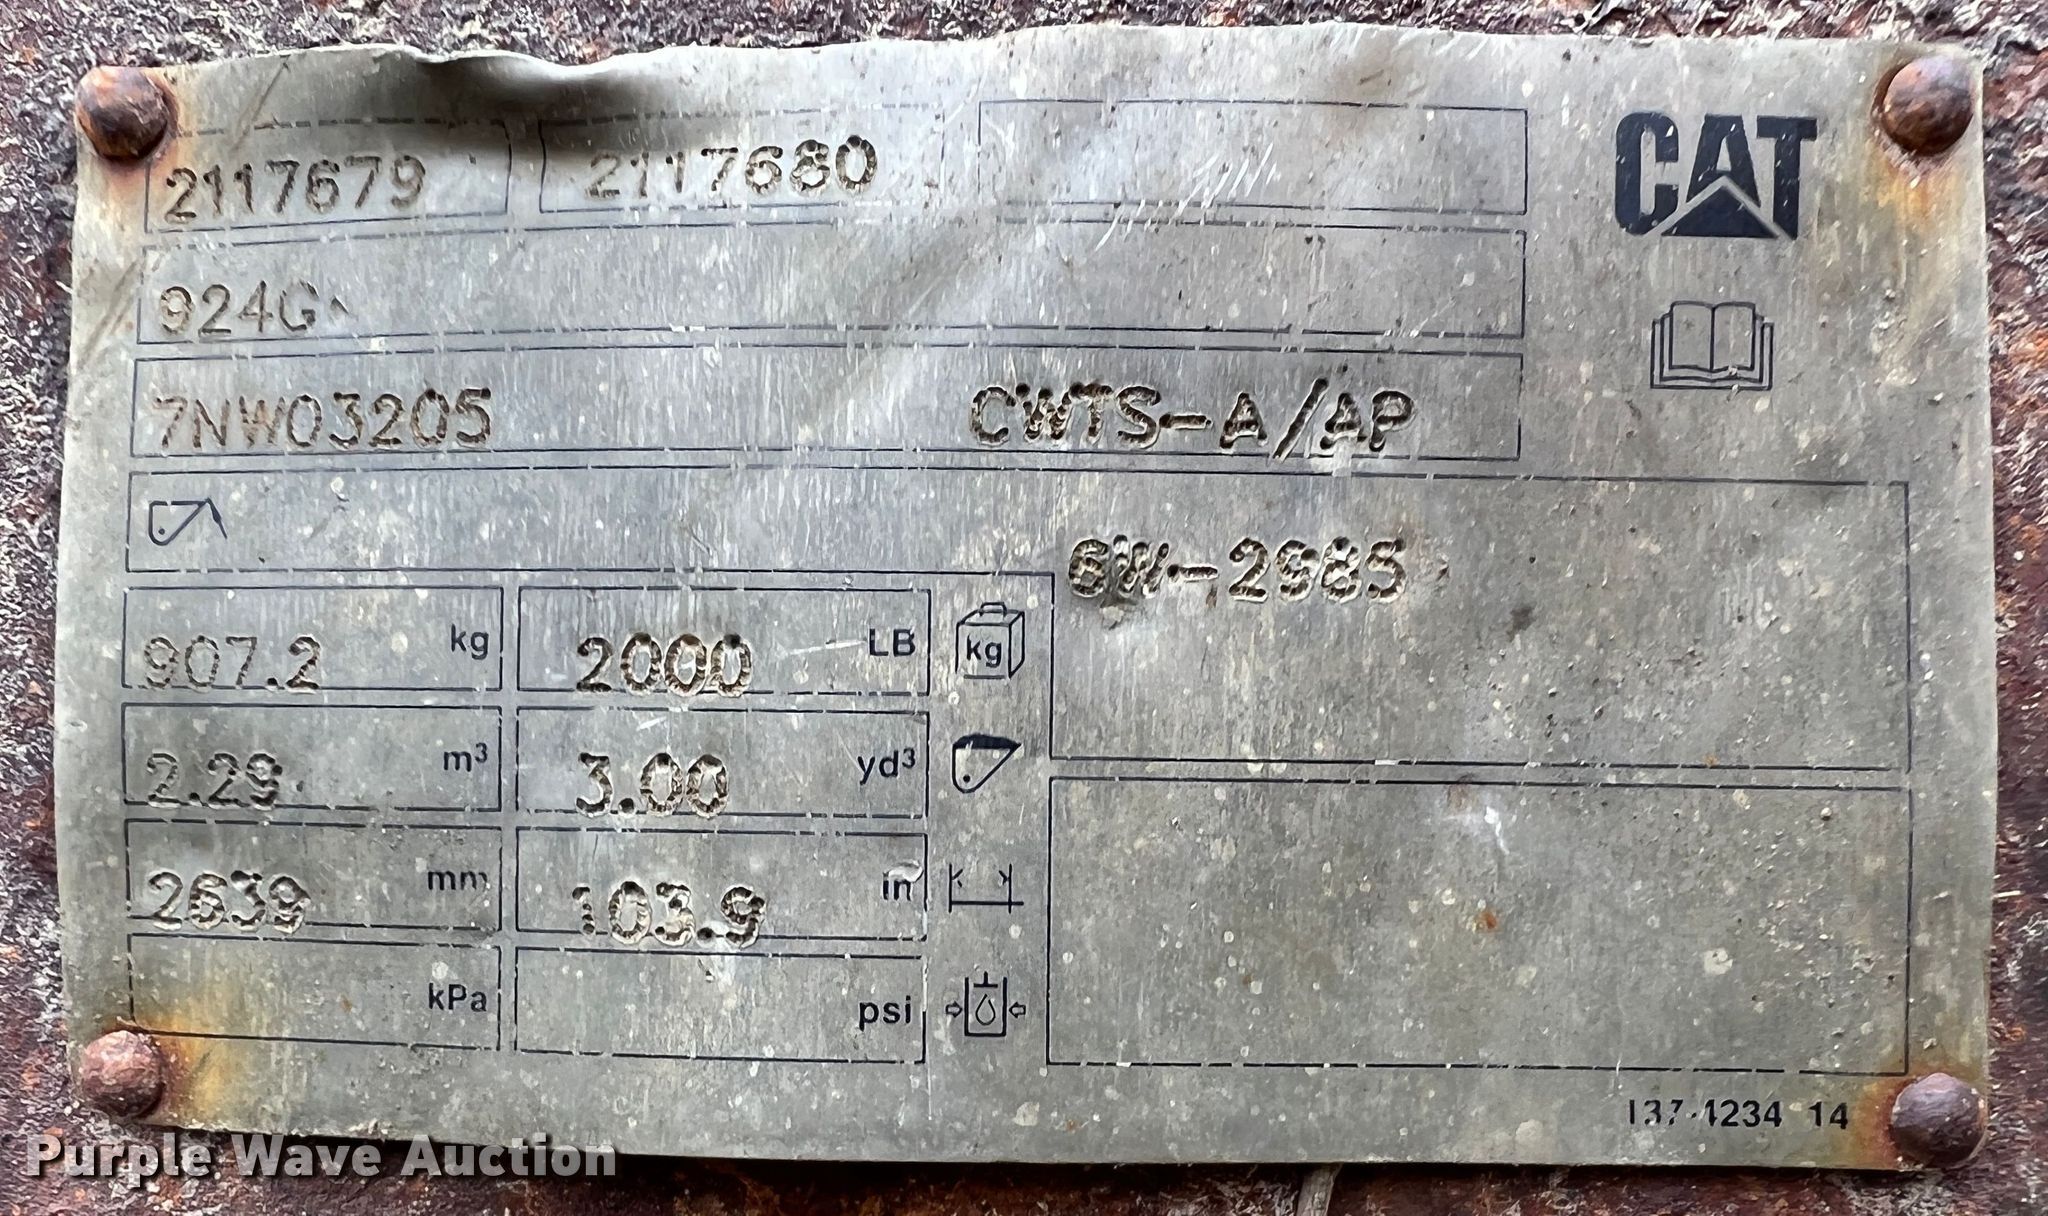 2117679 2117680 CAT
924G
7NW03205 CWTS-A/AP
6W-2985
907.2 kg 2000 LB kg
2.29 m³ 3.00 yd³
2639 mm 103.9 in
kPa psi
137-1234 14
Purple Wave Auction